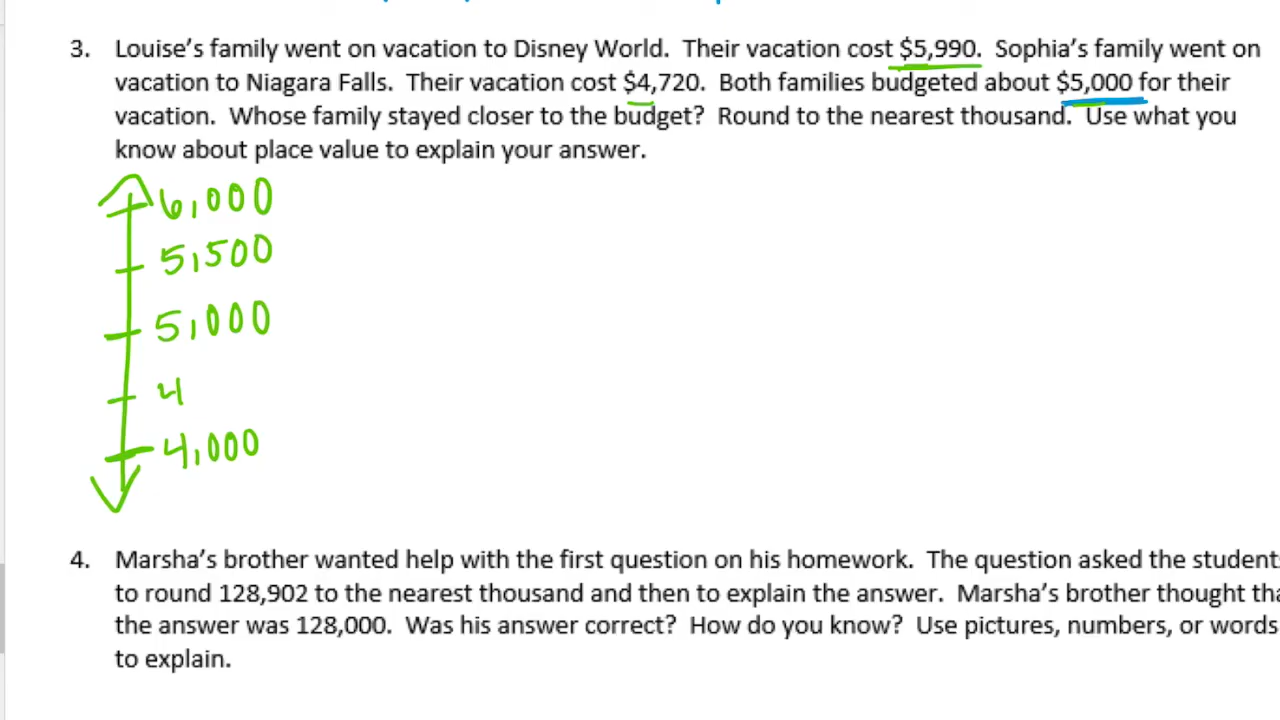 3. Louise's family went on vacation to Disney World. Their vacation cost $5,990. Sophia's family went on
vacation to Niagara Falls. Their vacation cost $4,720. Both families budgeted about $5,000 for their
vacation. Whose family stayed closer to the budget? Round to the nearest thousand. Use what you
know about place value to explain your answer.
6,000
5,500
5,000
4
4,000
4. Marsha's brother wanted help with the first question on his homework. The question asked the student
to round 128,902 to the nearest thousand and then to explain the answer. Marsha's brother thought tha
the answer was 128,000. Was his answer correct? How do you know? Use pictures, numbers, or words
to explain.